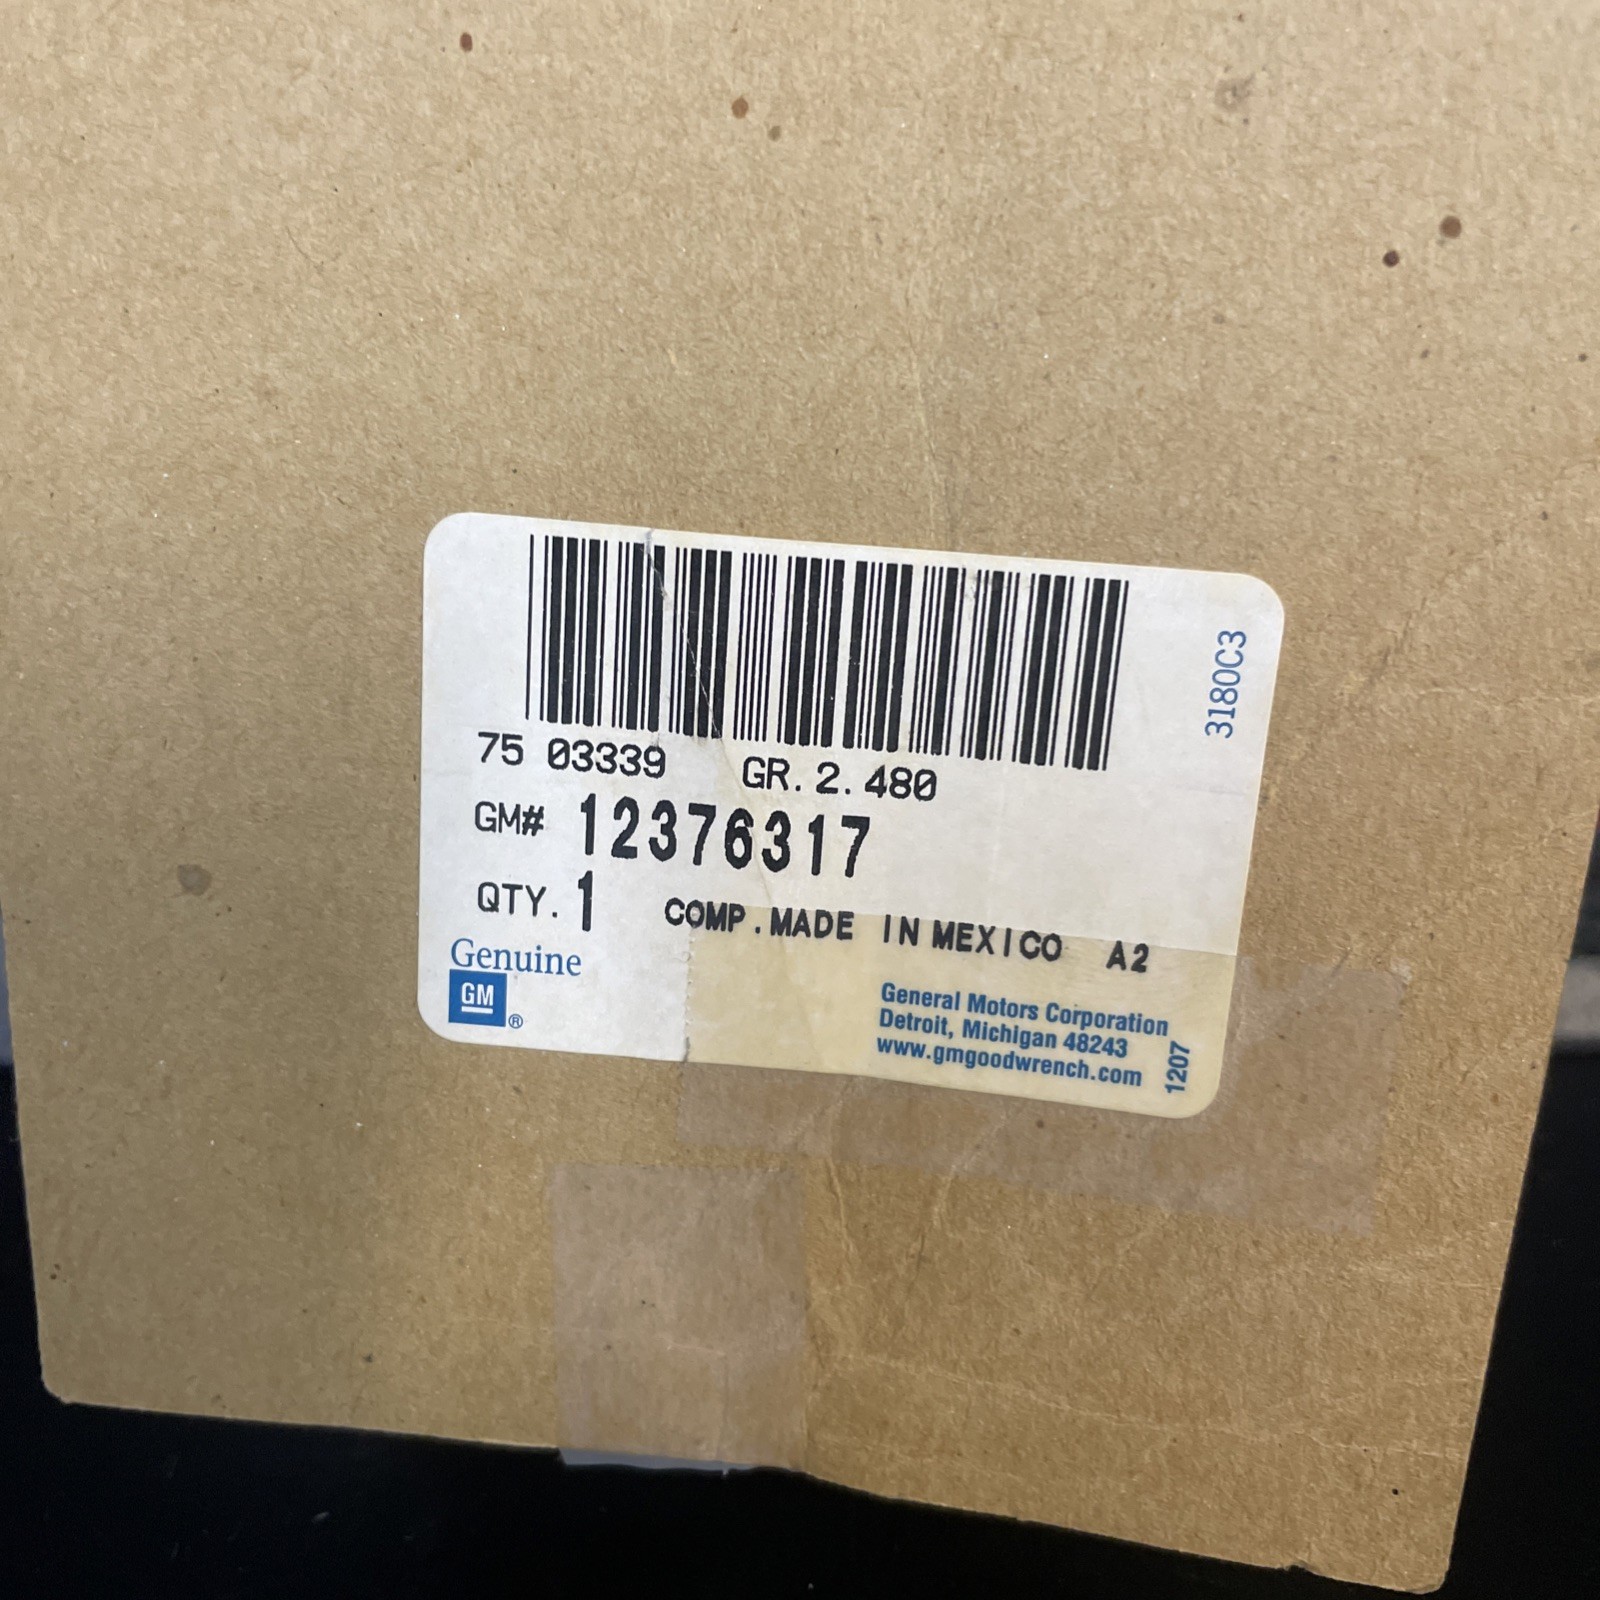 3180C3
75 03339 GR. 2. 480
GM# 12376317
QTY. 1 COMP. MADE IN MEXICO A2
Genuine
GM ®
General Motors Corporation
Detroit, Michigan 48243
www.gmgoodwrench.com
1207